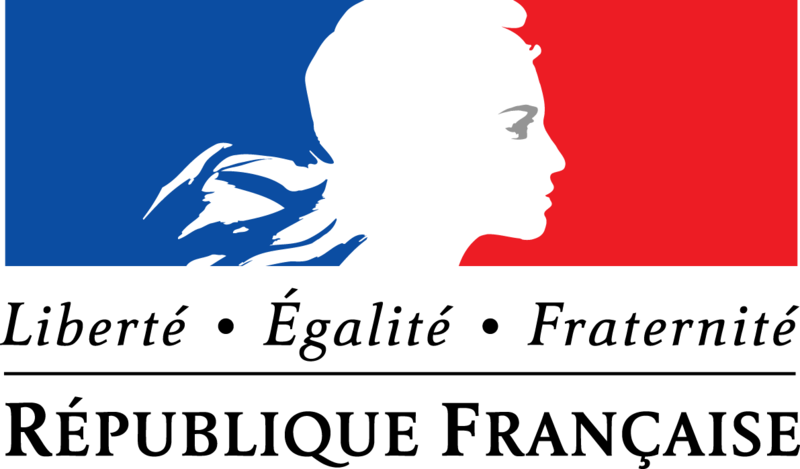 Liberté • Égalité • Fraternité
RÉPUBLIQUE FRANÇAISE